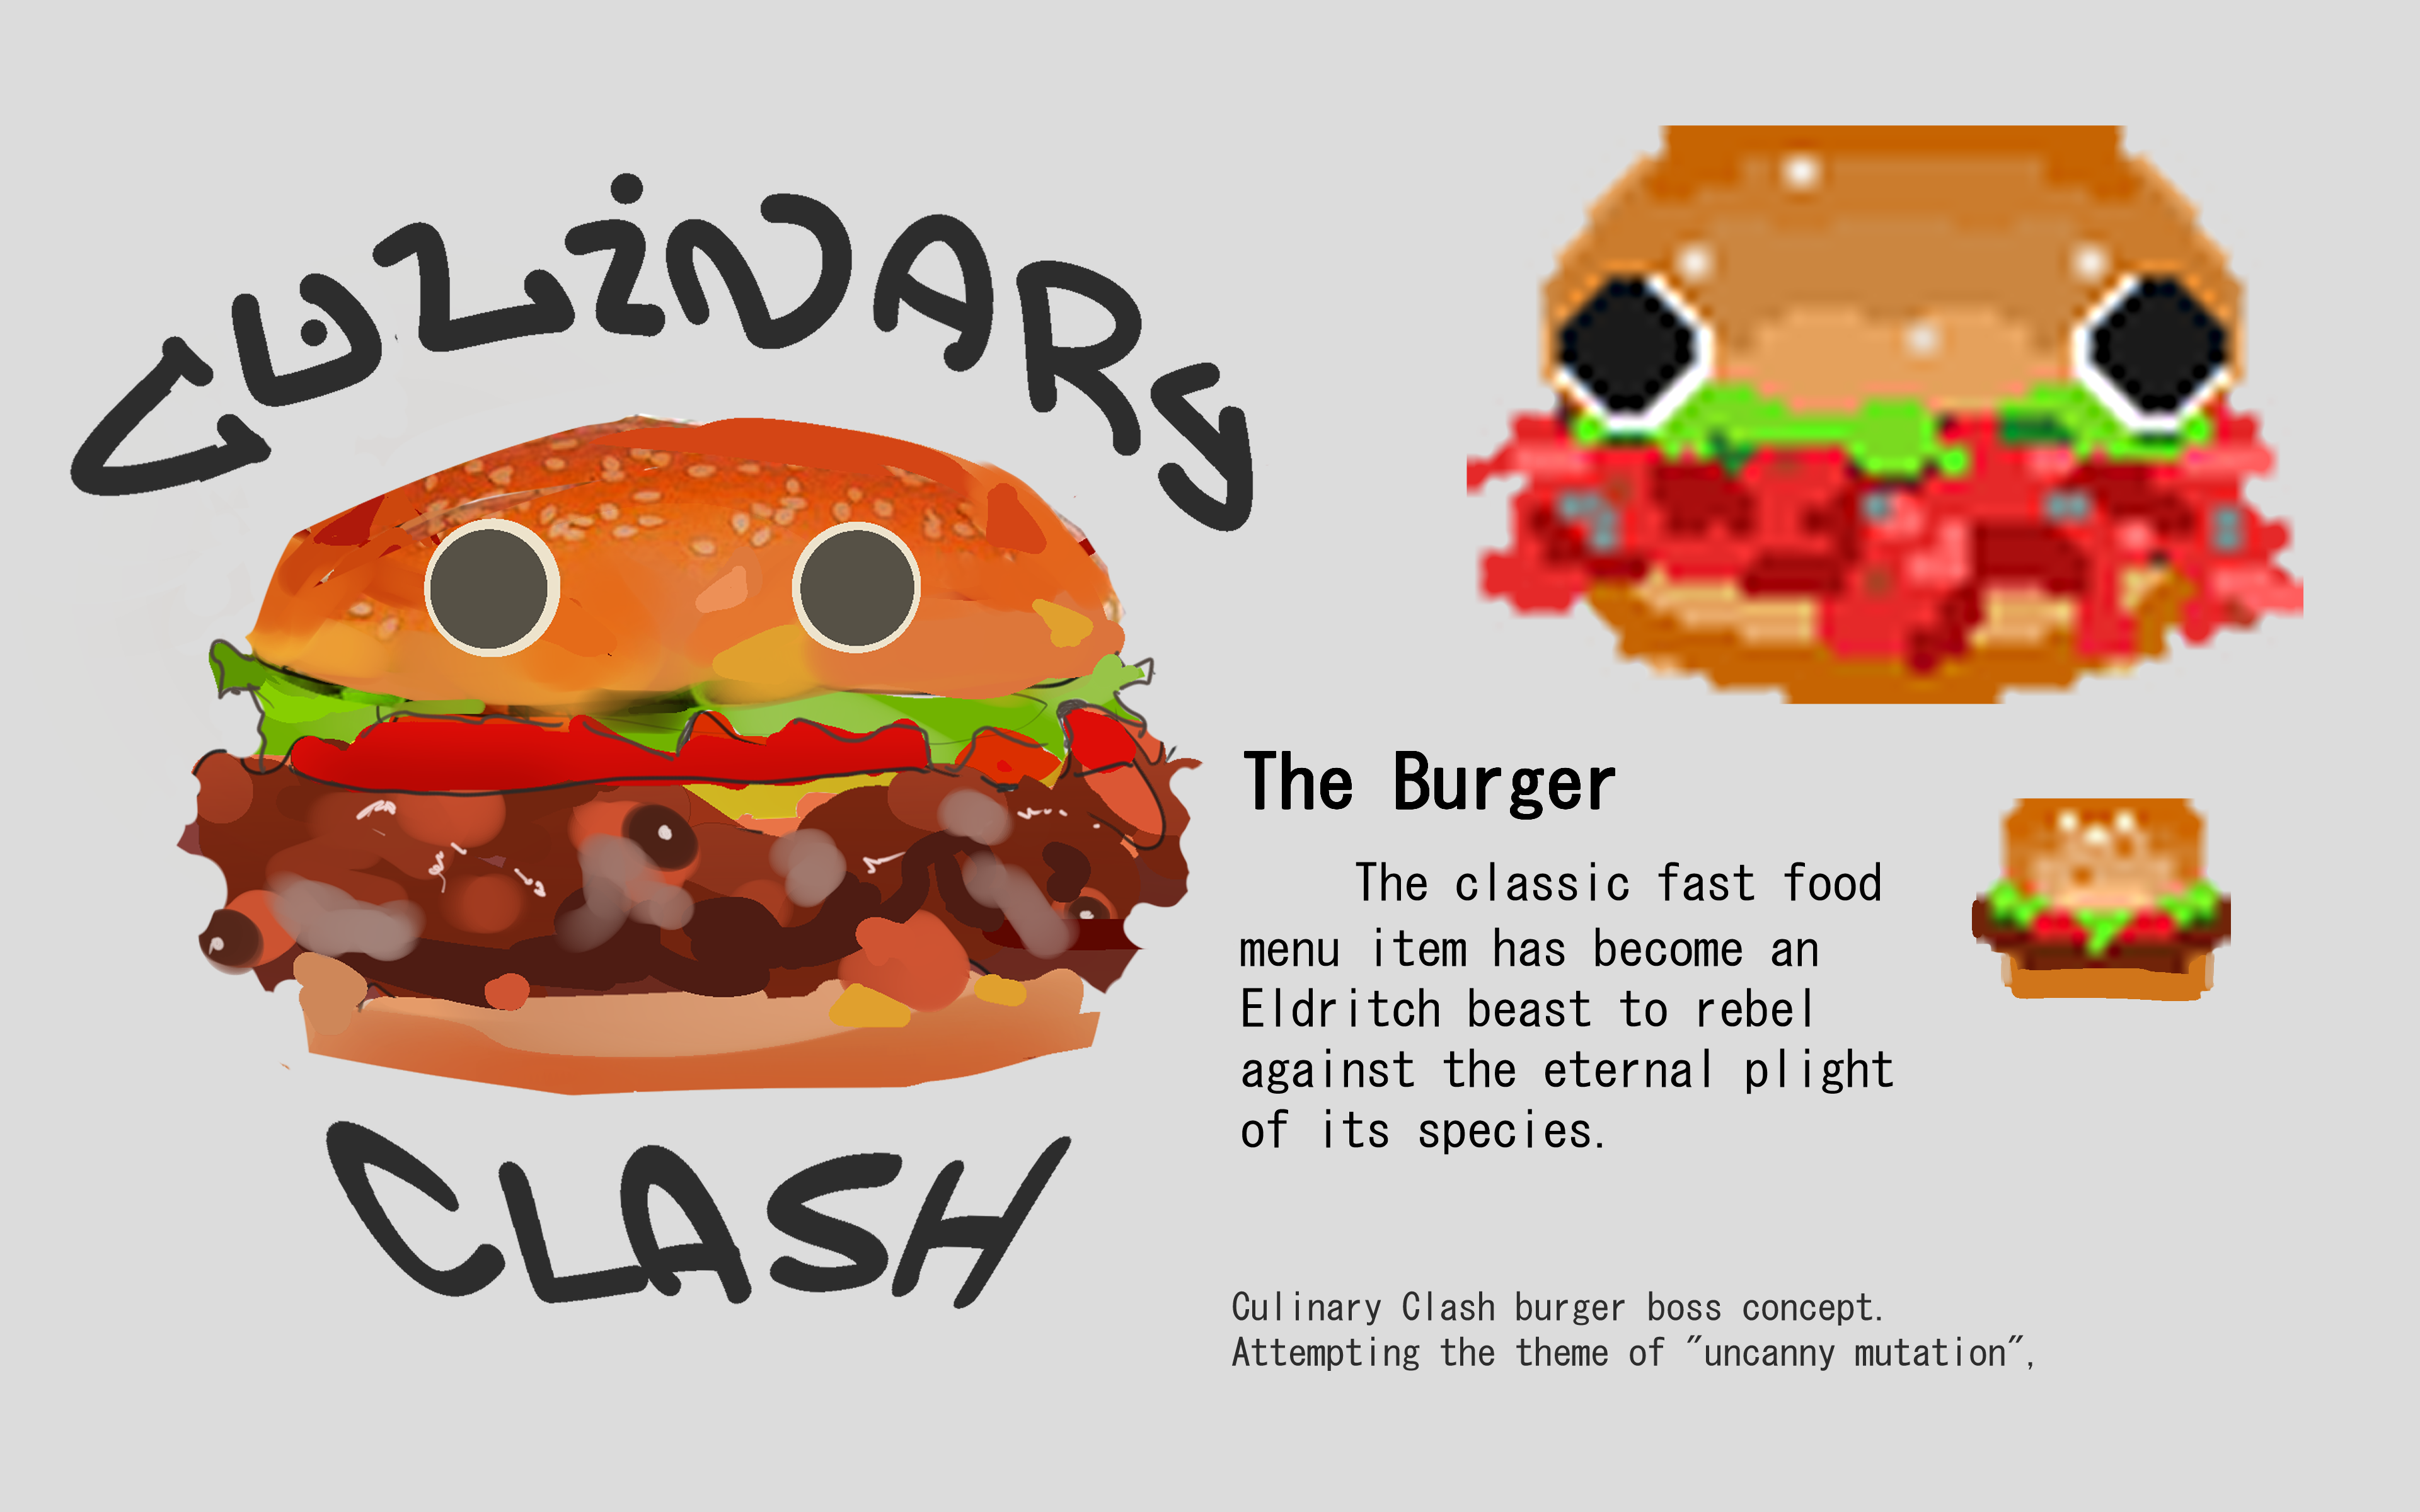 CULiNARy
CLASH
The Burger
The classic fast food
menu item has become an
Eldritch beast to rebel
against the eternal plight
of its species.
Culinary Clash burger boss concept.
Attempting the theme of "uncanny mutation",